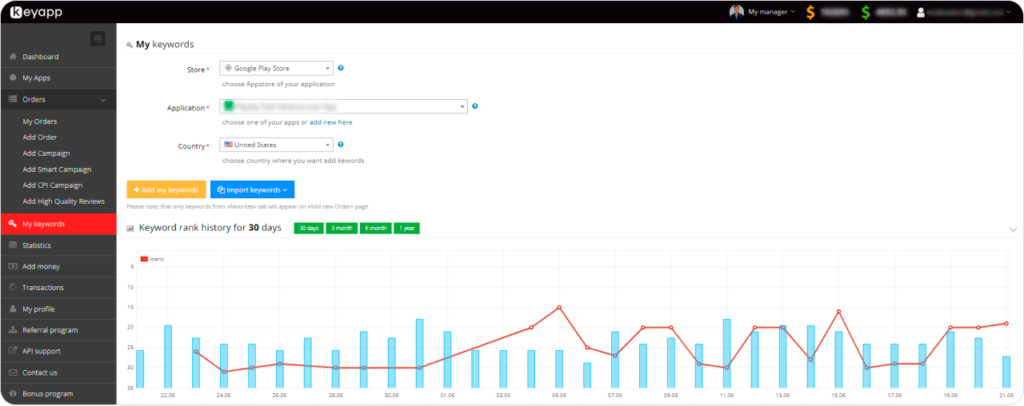 keyapp
My manager
Dashboard
My Apps
Orders
My Orders
Add Order
Add Campaign
Add Smart Campaign
Add CPI Campaign
Add High Quality Reviews
My keywords
Statistics
Add money
Transactions
My profile
Referral program
API support
Contact us
Bonus program
My keywords
Store* Google Play Store
choose Appstore of your application
Application*
choose one of your apps or add new here
Country* United States
choose country where you want add kewords
Add my keywords Import keywords
Please note, that only keywords from «Favorites» tab will appear on «Add new Order» page.
Keyword rank history for 30 days 30 days 3 month 6 month 1 year
loans
5
10
15
20
25
30
35
22.05 24.05 26.05 28.05 30.05 01.06 03.06 05.06 07.06 09.06 11.06 13.06 15.06 17.06 19.06 21.06